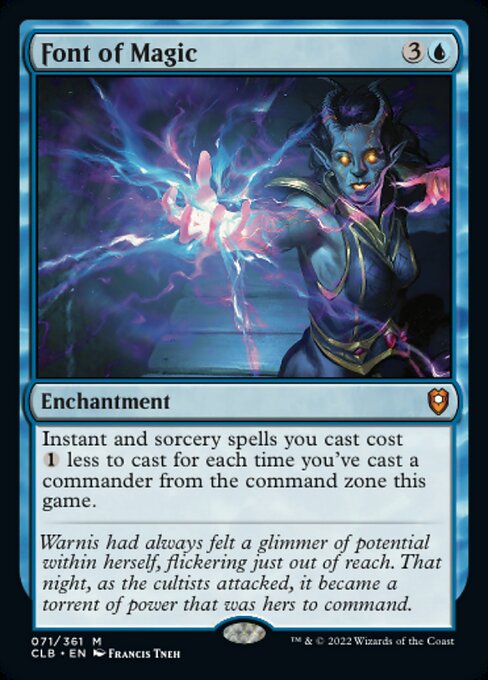 Font of Magic 3
Enchantment
Instant and sorcery spells you cast cost
1 less to cast for each time you've cast a
commander from the command zone this
game.
Warnis had always felt a glimmer of potential
within herself, flickering just out of reach. That
night, as the cultists attacked, it became a
torrent of power that was hers to command.
071/361 M
CLB • EN Francis Tneh
™ & © 2022 Wizards of the Coast